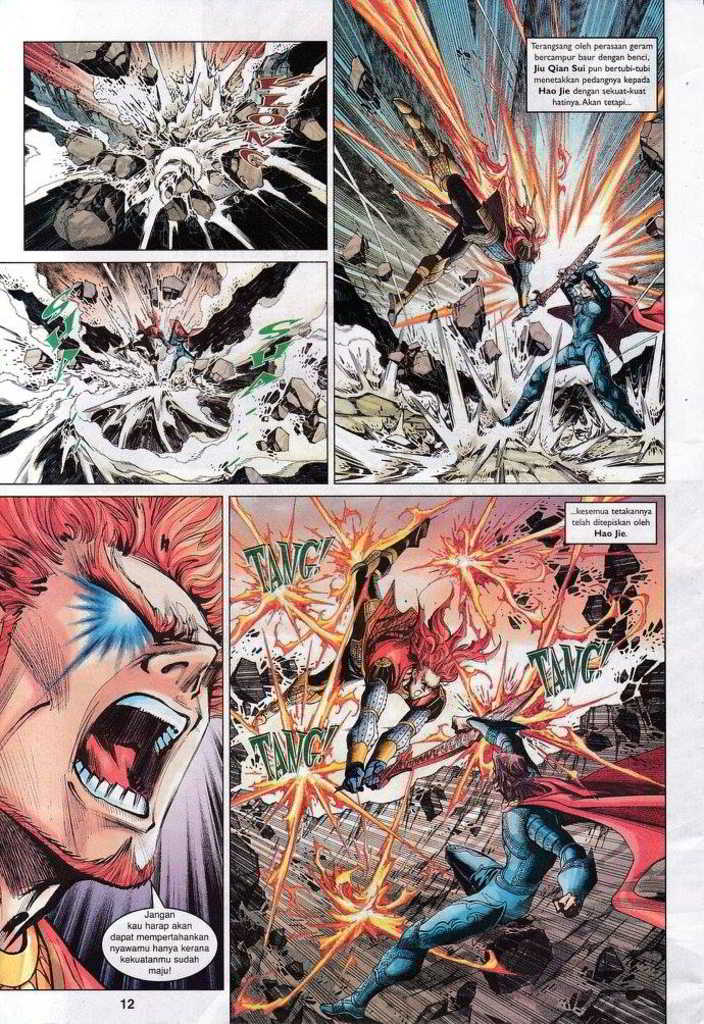 KLONG
Terangsang oleh perasaan geram
bercampur baur dengan benci,
Jiu Qian Sui pun bertubi-tubi
menetakkan pedangnya kepada
Hao Jie dengan sekuat-kuat
hatinya. Akan tetapi...
...kesemua tetakannya
telah ditepiskan oleh
Hao Jie.
TANG!
TANG!
TANG!
Jangan
kau harap akan
dapat mempertahankan
nyawamu hanya kerana
kekuatanmu sudah
maju!
12